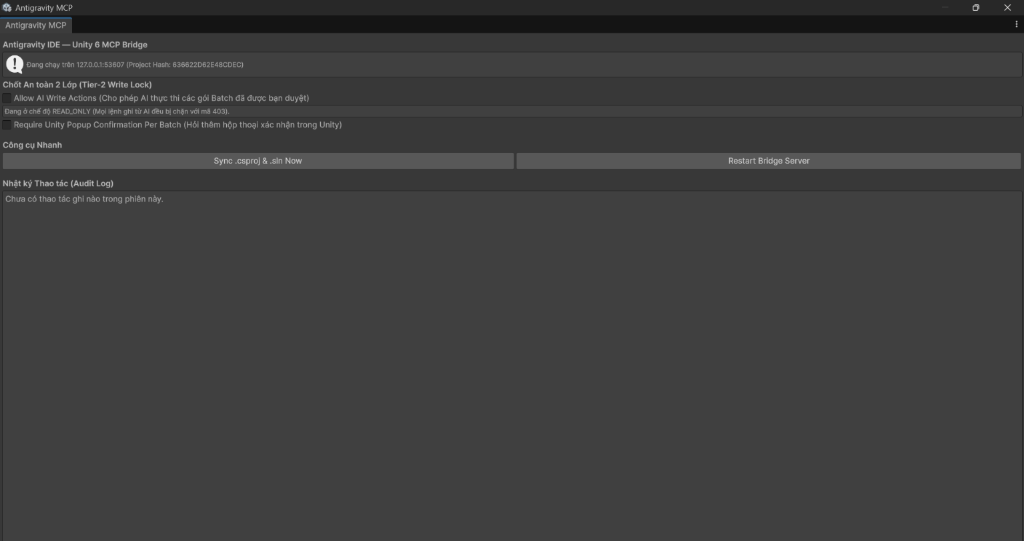 Antigravity MCP
Antigravity MCP
Antigravity IDE — Unity 6 MCP Bridge
Đang chạy trên 127.0.0.1:53607 (Project Hash: 636622D62E48CDEC)
Chốt An toàn 2 Lớp (Tier-2 Write Lock)
Allow AI Write Actions (Cho phép AI thực thi các gói Batch đã được bạn duyệt)
Đang ở chế độ READ_ONLY (Mọi lệnh ghi từ AI đều bị chặn với mã 403).
Require Unity Popup Confirmation Per Batch (Hỏi thêm hộp thoại xác nhận trong Unity)
Công cụ Nhanh
Sync .csproj & .sln Now
Restart Bridge Server
Nhật ký Thao tác (Audit Log)
Chưa có thao tác ghi nào trong phiên này.